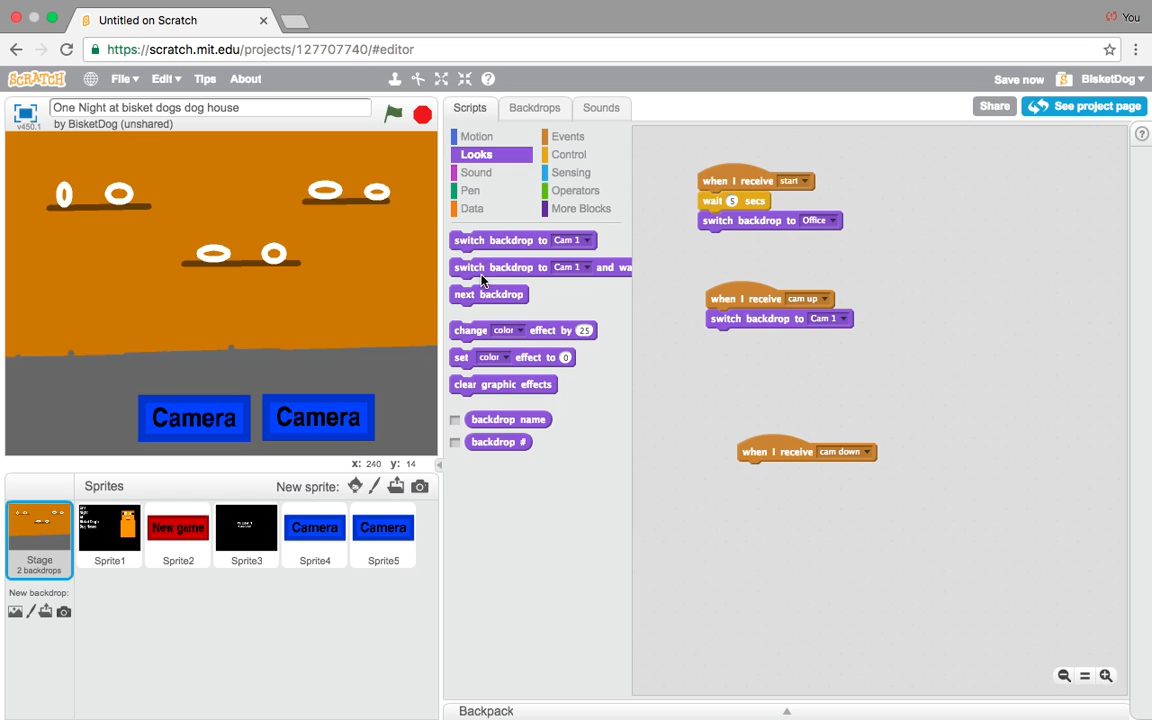 Untitled on Scratch
You
https://scratch.mit.edu/projects/127707740/#editor
SCRATCH File Edit Tips About Save now BisketDog
One Night at bisket dogs dog house
by BisketDog (unshared)
v450.1
Scripts Backdrops Sounds
Share See project page
Motion Events
Looks Control
Sound Sensing
Pen Operators
Data More Blocks
switch backdrop to Cam 1
switch backdrop to Cam 1 and wa
next backdrop
change color effect by 25
set color effect to 0
clear graphic effects
backdrop name
backdrop #
when I receive start
wait 5 secs
switch backdrop to Office
when I receive cam up
switch backdrop to Cam 1
when I receive cam down
Camera Camera
x: 240 y: 14
Sprites New sprite:
New game
Camera
Camera
Stage
2 backdrops
Sprite1 Sprite2 Sprite3 Sprite4 Sprite5
New backdrop:
Backpack